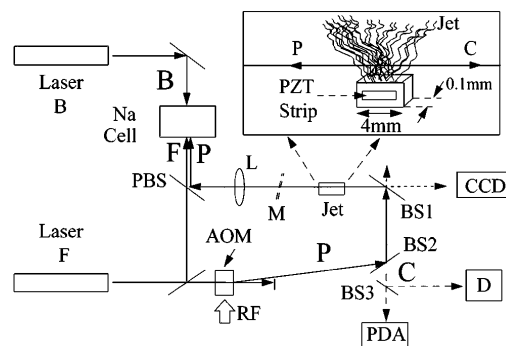 Laser
B
B
Na
Cell
F
P
PBS
L
M
Jet
BS1
CCD
Laser
F
AOM
RF
P
BS2
C
BS3
D
PDA
Jet
P
C
PZT
Strip
0.1mm
4mm